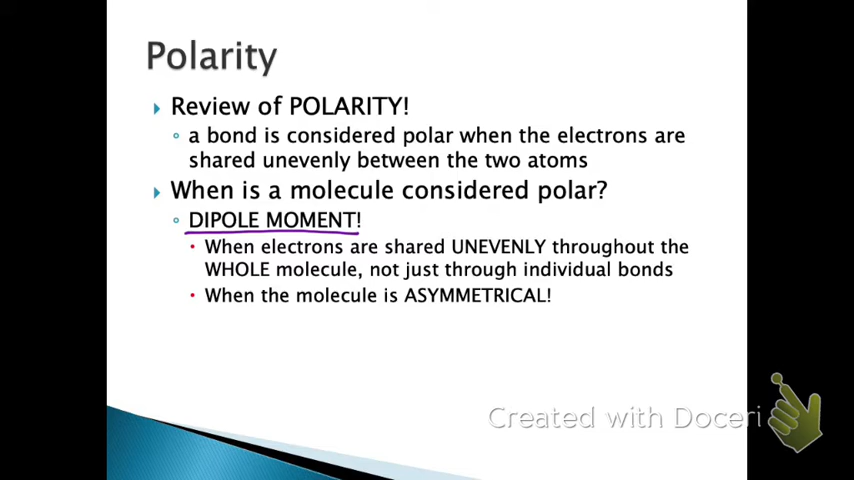 Polarity
Review of POLARITY!
a bond is considered polar when the electrons are
shared unevenly between the two atoms
When is a molecule considered polar?
DIPOLE MOMENT!
When electrons are shared UNEVENLY throughout the
WHOLE molecule, not just through individual bonds
When the molecule is ASYMMETRICAL!
Created with Doceri